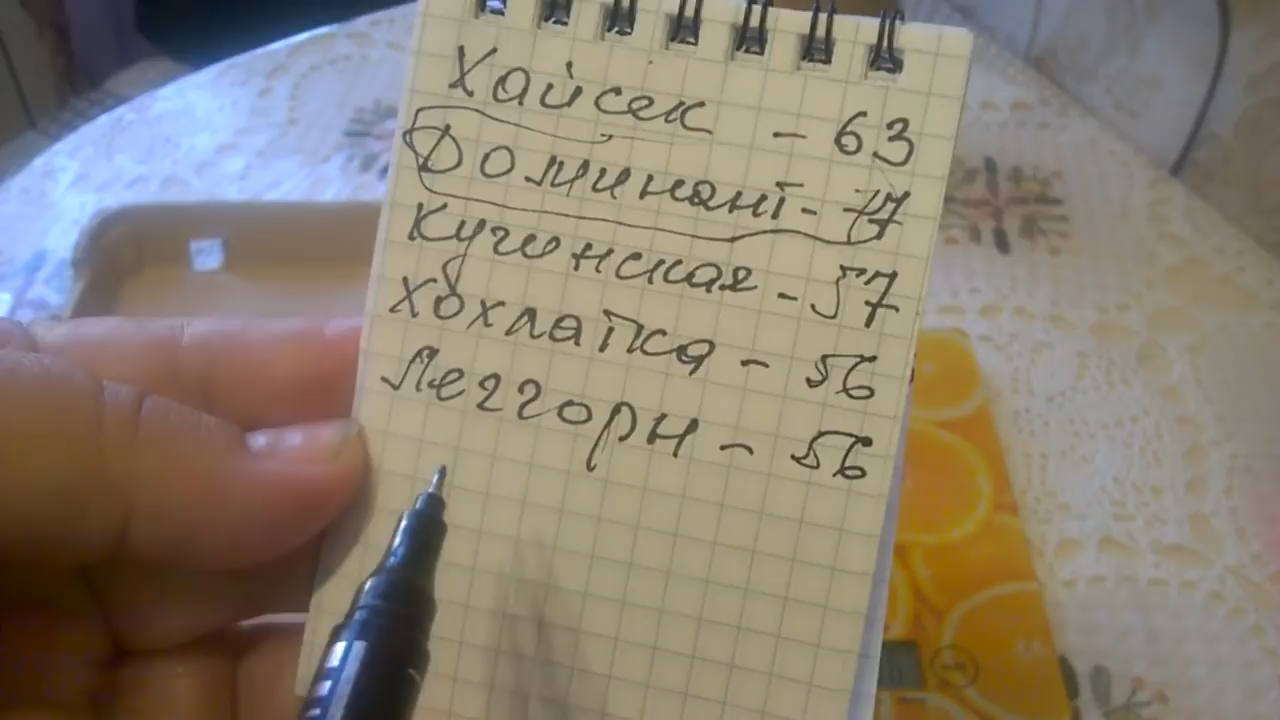 Хайсек - 63
Доминант - 77
Кучинская - 57
Хохлатка - 56
Леггорн - 56